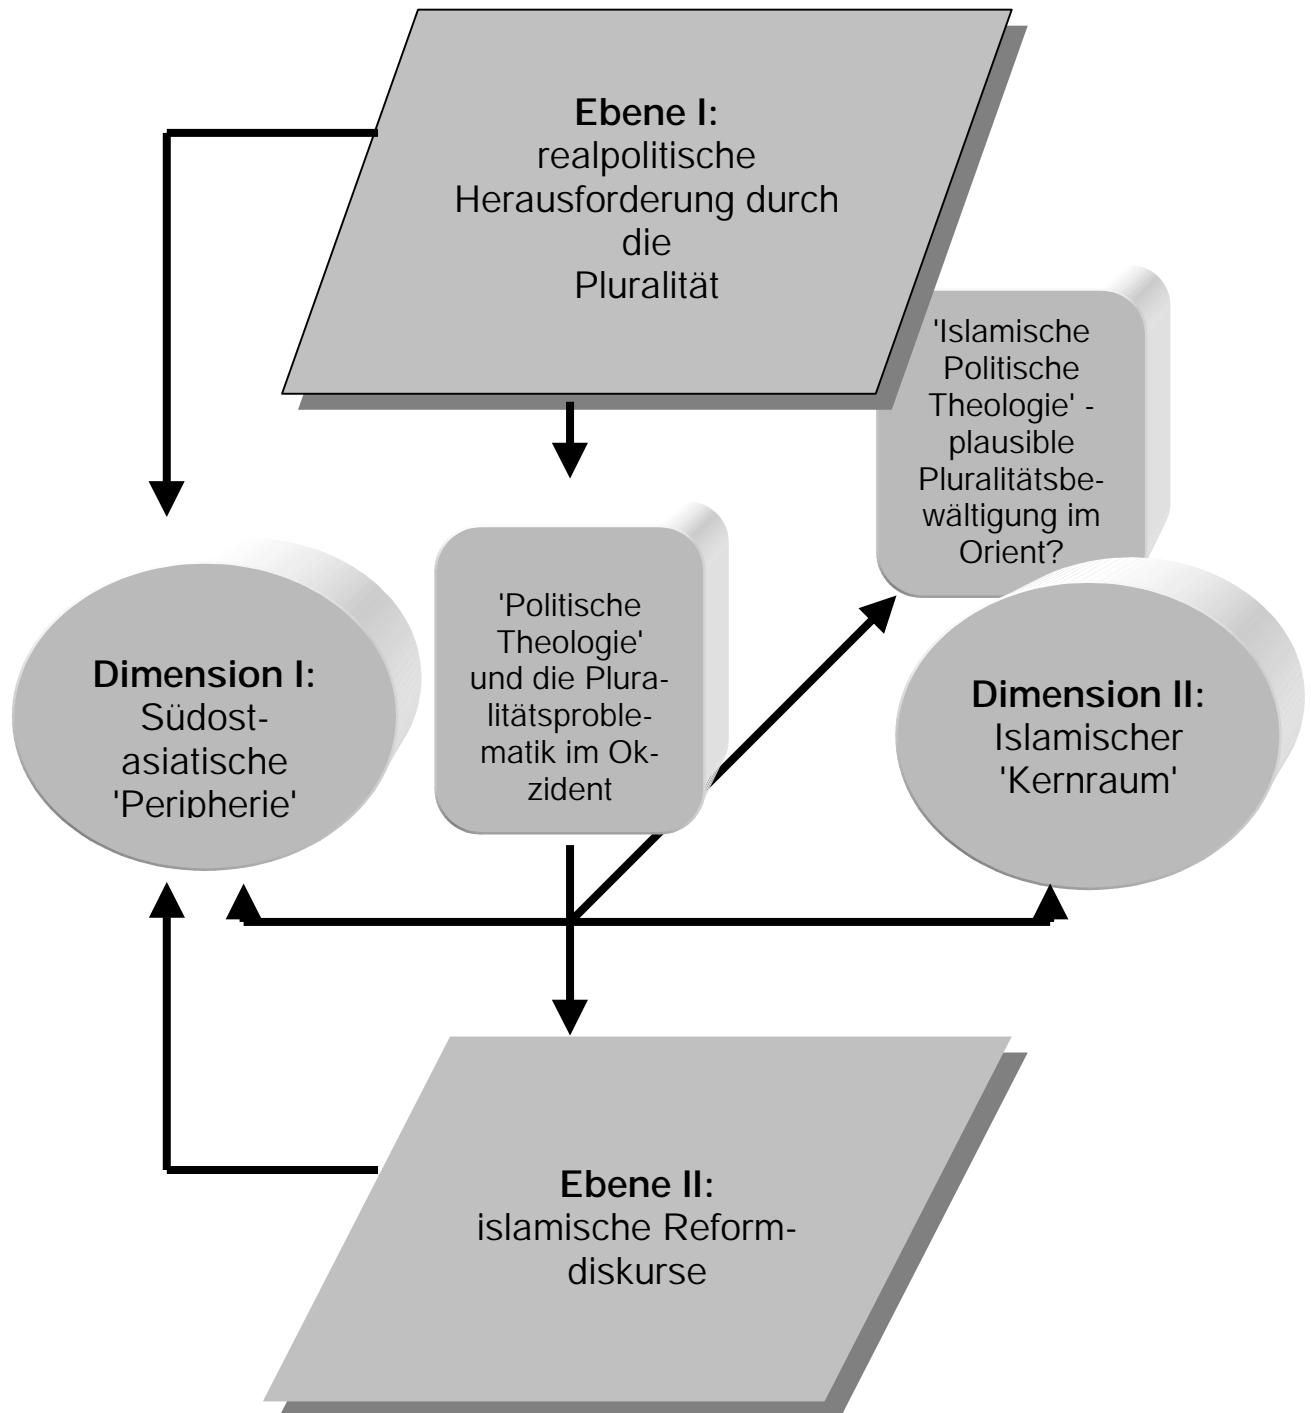 Ebene I:
realpolitische
Herausforderung durch
die
Pluralität
'Islamische
Politische
Theologie' -
plausible
Pluralitätsbe-
wältigung im
Orient?
'Politische
Theologie'
und die Plura-
litätsproble-
matik im Ok-
zident
Dimension I:
Südost-
asiatische
'Peripherie'
Dimension II:
Islamischer
'Kernraum'
Ebene II:
islamische Reform-
diskurse